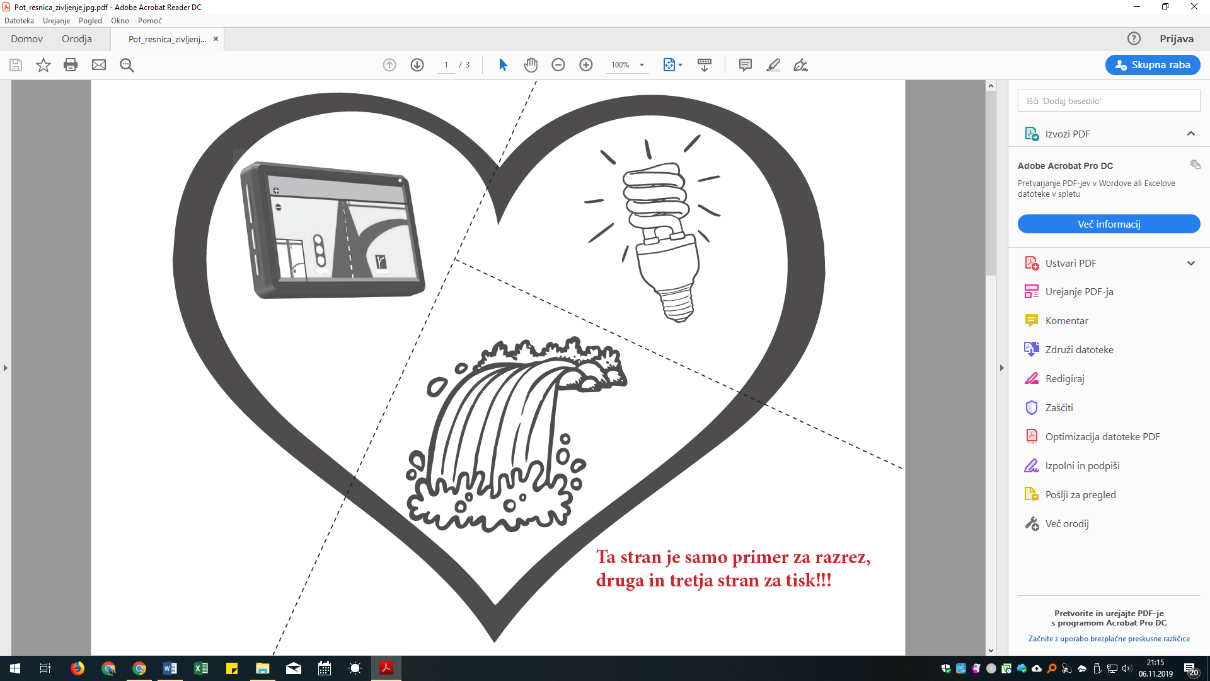 Pot_resnica_zivljenje.jpg.pdf - Adobe Acrobat Reader DC
Datoteka Urejanje Pogled Okno Pomoč
Domov Orodja Pot_resnica_zivljenj... ×
Prijava
1 / 3 100% Skupna raba
Išči 'Dodaj besedilo'
Izvozi PDF
Adobe Acrobat Pro DC
Pretvarjanje PDF-jev v Wordove ali Excelove
datoteke v spletu
Več informacij
Ustvari PDF
Urejanje PDF-ja
Komentar
Združi datoteke
Redigiraj
Zaščiti
Optimizacija datoteke PDF
Izpolni in podpiši
Pošlji za pregled
Več orodij
Pretvorite in urejajte PDF-je
s programom Acrobat Pro DC
Začnite z uporabo brezplačne preskusne različice
Ta stran je samo primer za razrez,
druga in tretja stran za tisk!!!
21:15
06.11.2019
20